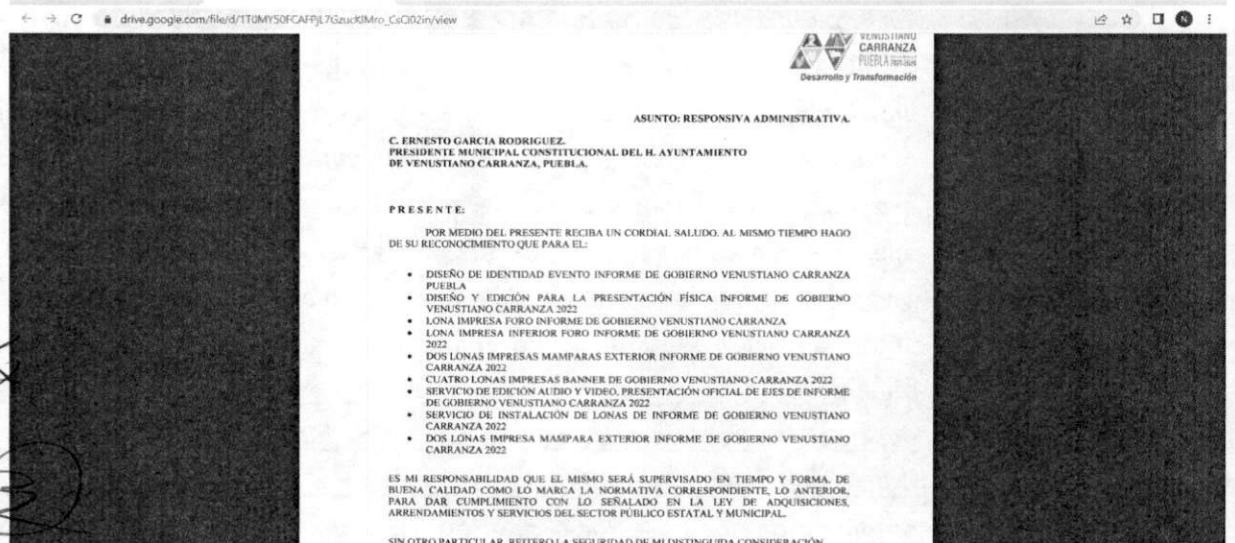 drive.google.com/file/d/
/view
N
VENUSTIANO
CARRANZA
PUEBLA
Desarrollo y Transformación
ASUNTO: RESPONSIVA ADMINISTRATIVA.
C. ERNESTO GARCIA RODRIGUEZ.
PRESIDENTE MUNICIPAL CONSTITUCIONAL DEL H. AYUNTAMIENTO
DE VENUSTIANO CARRANZA, PUEBLA.
P R E S E N T E:
POR MEDIO DEL PRESENTE RECIBA UN CORDIAL SALUDO. AL MISMO TIEMPO HAGO
DE SU RECONOCIMIENTO QUE PARA EL:
• DISEÑO DE IDENTIDAD EVENTO INFORME DE GOBIERNO VENUSTIANO CARRANZA
PUEBLA
• DISEÑO Y EDICIÓN PARA LA PRESENTACIÓN FÍSICA INFORME DE GOBIERNO
VENUSTIANO CARRANZA 2022
• LONA IMPRESA FORO INFORME DE GOBIERNO VENUSTIANO CARRANZA
• LONA IMPRESA INFERIOR FORO INFORME DE GOBIERNO VENUSTIANO CARRANZA
2022
• DOS LONAS IMPRESAS MAMPARAS EXTERIOR INFORME DE GOBIERNO VENUSTIANO
CARRANZA 2022
• CUATRO LONAS IMPRESAS BANNER DE GOBIERNO VENUSTIANO CARRANZA 2022
• SERVICIO DE EDICIÓN AUDIO Y VIDEO, PRESENTACIÓN OFICIAL DE EJES DE INFORME
DE GOBIERNO VENUSTIANO CARRANZA 2022
• SERVICIO DE INSTALACIÓN DE LONAS DE INFORME DE GOBIERNO VENUSTIANO
CARRANZA 2022
• DOS LONAS IMPRESA MAMPARA EXTERIOR INFORME DE GOBIERNO VENUSTIANO
CARRANZA 2022
ES MI RESPONSABILIDAD QUE EL MISMO SERÁ SUPERVISADO EN TIEMPO Y FORMA, DE
BUENA CALIDAD COMO LO MARCA LA NORMATIVA CORRESPONDIENTE, LO ANTERIOR,
PARA DAR CUMPLIMIENTO CON LO SEÑALADO EN LA LEY DE ADQUISICIONES,
ARRENDAMIENTOS Y SERVICIOS DEL SECTOR PÚBLICO ESTATAL Y MUNICIPAL.
SIN OTRO PARTICULAR, REITERO LA SEGURIDAD DE MI DISTINGUIDA CONSIDERACIÓN